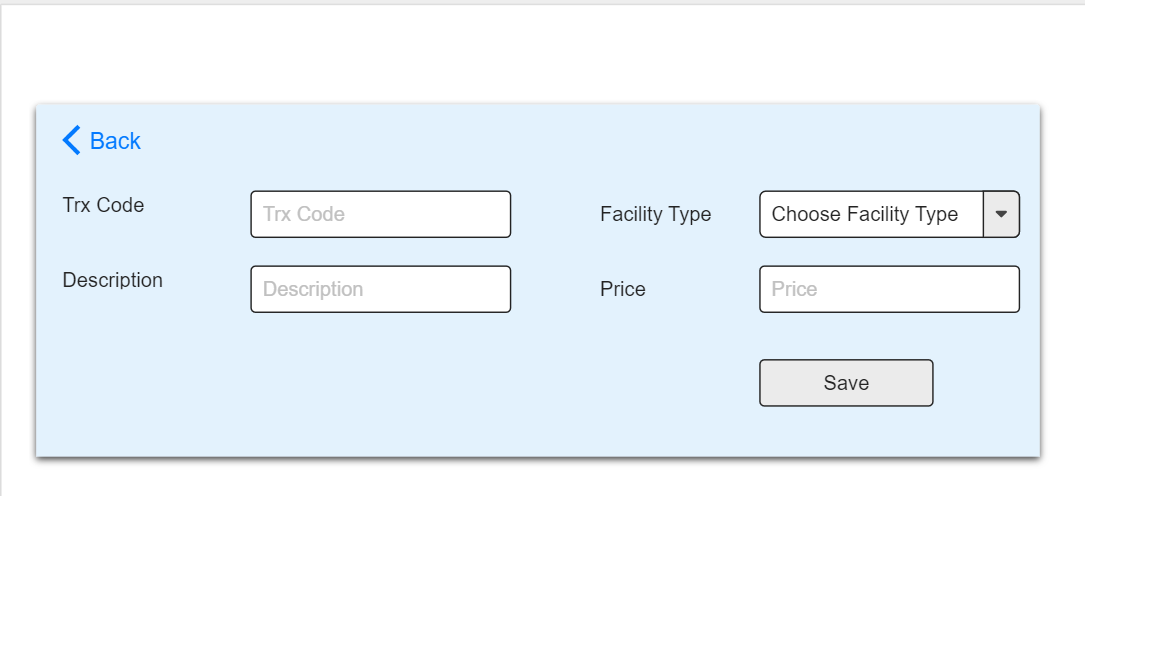 Back
Trx Code
Trx Code
Facility Type
Choose Facility Type
Description
Description
Price
Price
Save